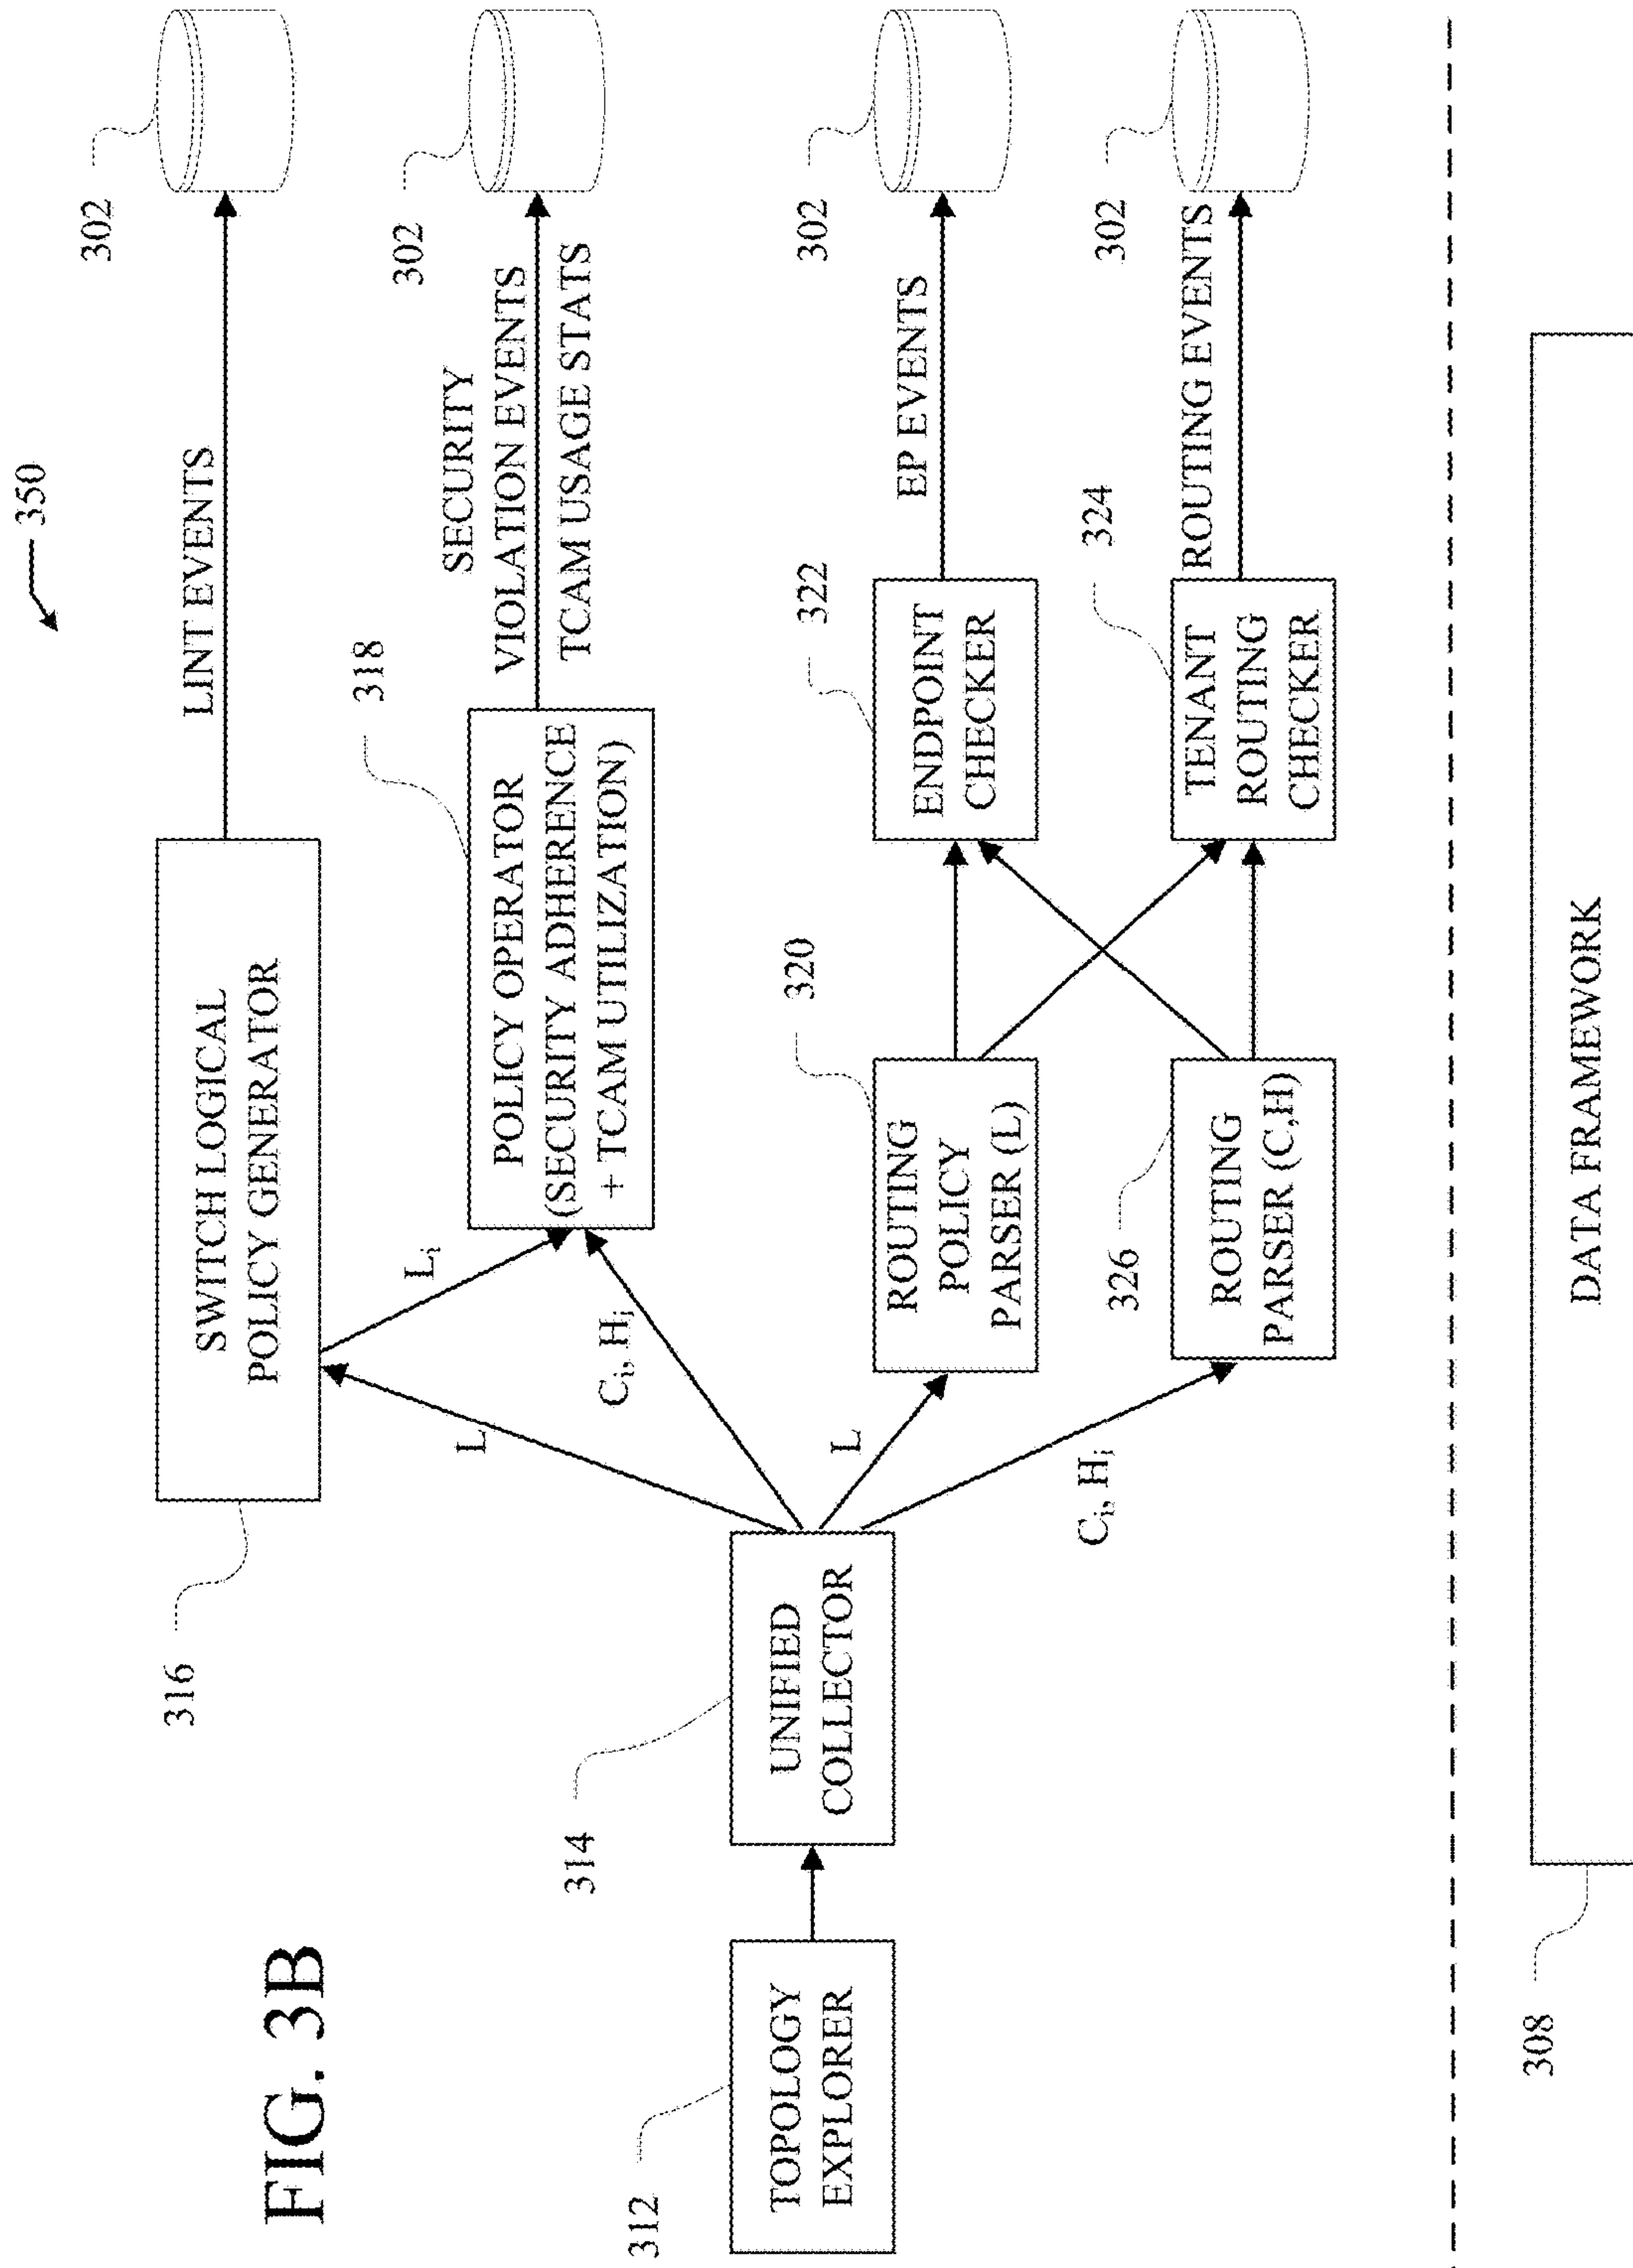 FIG. 3B
350
LINT EVENTS
302
SWITCH LOGICAL
POLICY GENERATOR
316
SECURITY
VIOLATION EVENTS
TCAM USAGE STATS
302
318
POLICY OPERATOR
(SECURITY ADHERENCE
+ TCAM UTILIZATION)
Lᵢ
L
Cᵢ, Hᵢ
312
TOPOLOGY
EXPLORER
314
UNIFIED
COLLECTOR
L
Cᵢ, Hᵢ
320
ROUTING
POLICY
PARSER (L)
322
ENDPOINT
CHECKER
EP EVENTS
302
326
ROUTING
PARSER (C,H)
324
TENANT
ROUTING
CHECKER
ROUTING EVENTS
302
308
DATA FRAMEWORK